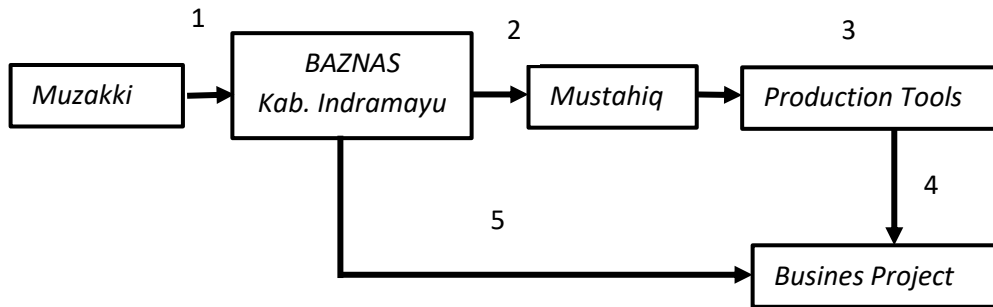 1
2
3
Muzakki
BAZNAS
Kab. Indramayu
Mustahiq
Production Tools
4
5
Busines Project